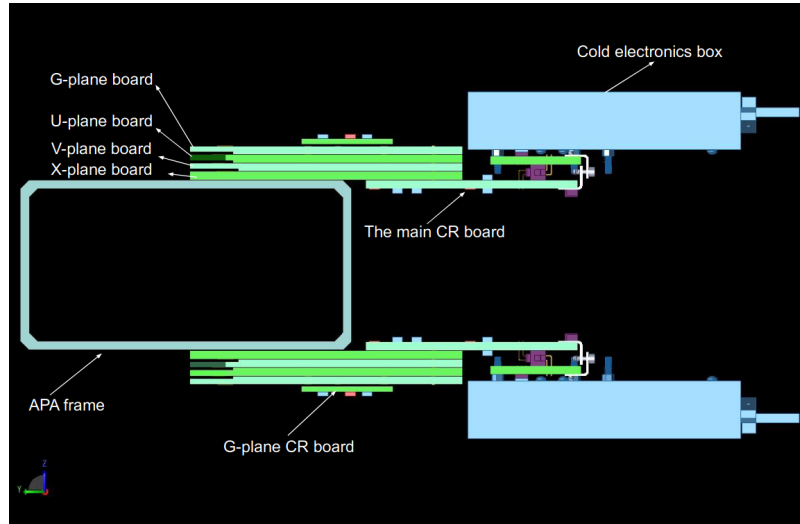 Cold electronics box
G-plane board
U-plane board
V-plane board
X-plane board
The main CR board
APA frame
G-plane CR board
Z
Y